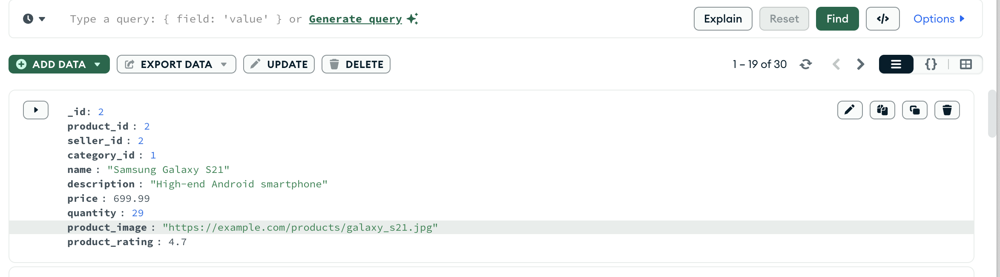 Type a query: { field: 'value' } or Generate query
Explain
Reset
Find
</>
Options
ADD DATA
EXPORT DATA
UPDATE
DELETE
1 – 19 of 30
{}
_id: 2
product_id : 2
seller_id : 2
category_id : 1
name : "Samsung Galaxy S21"
description : "High-end Android smartphone"
price : 699.99
quantity : 29
product_image : "https://example.com/products/galaxy_s21.jpg"
product_rating : 4.7